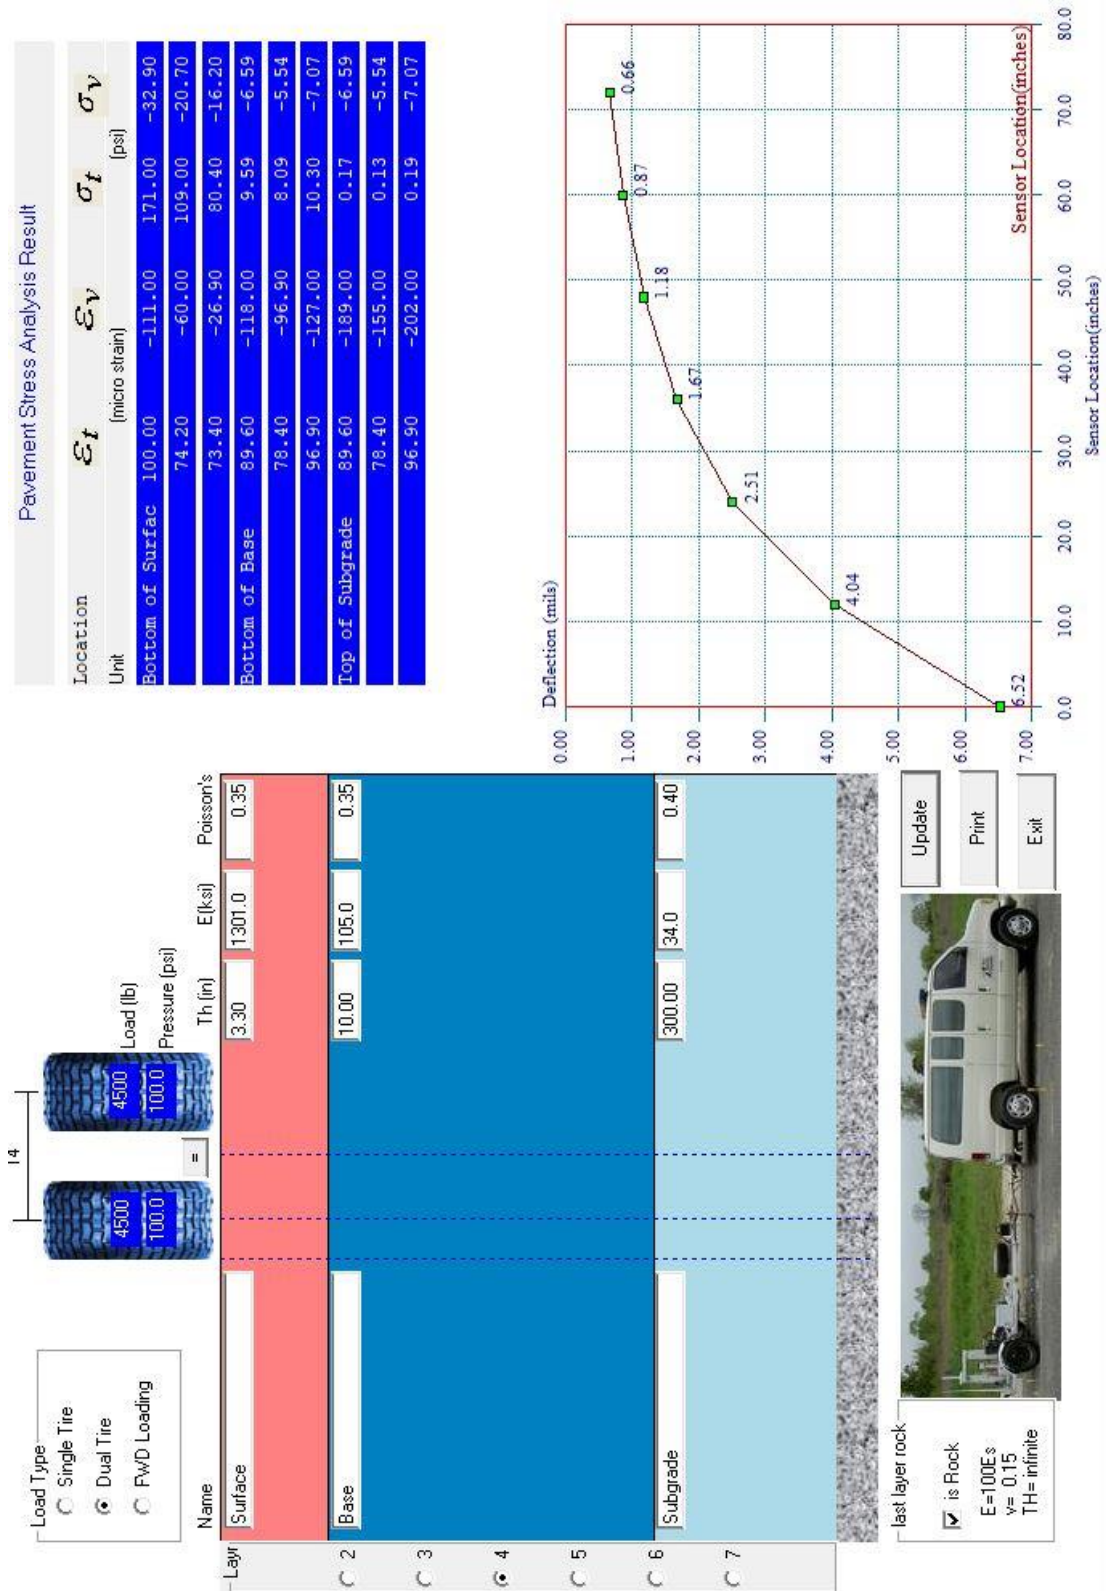 Load Type
Single Tire
Dual Tire
FWD Loading
14
4500
4500
Load (lb)
100.0
100.0
Pressure (psi)
=
Layr
Name
Th (in)
E(ksi)
Poisson's
Surface
3.30
1301.0
0.35
2
Base
10.00
105.0
0.35
3
4
5
6
Subgrade
300.00
34.0
0.40
7
last layer rock
is Rock
E=100Es
v= 0.15
TH= infinite
Update
Print
Exit
Pavement Stress Analysis Result
Location εt εv σt σv
Unit (micro strain) (psi)
Bottom of Surfac 100.00 -111.00 171.00 -32.90
74.20 -60.00 109.00 -20.70
73.40 -26.90 80.40 -16.20
Bottom of Base 89.60 -118.00 9.59 -6.59
78.40 -96.90 8.09 -5.54
96.90 -127.00 10.30 -7.07
Top of Subgrade 89.60 -189.00 0.17 -6.59
78.40 -155.00 0.13 -5.54
96.90 -202.00 0.19 -7.07
Deflection (mils)
0.00
1.00
2.00
3.00
4.00
5.00
6.00
7.00
6.52
4.04
2.51
1.67
1.18
0.87
0.66
Sensor Location(inches)
0.0 10.0 20.0 30.0 40.0 50.0 60.0 70.0 80.0
Sensor Location(inches)